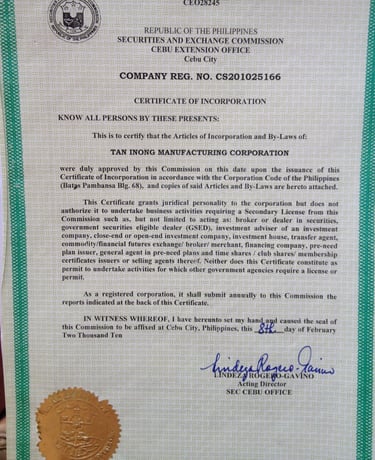 CEO28245
REPUBLIC OF THE PHILIPPINES
SECURITIES AND EXCHANGE COMMISSION
CEBU EXTENSION OFFICE
Cebu City
COMPANY REG. NO. CS201025166
CERTIFICATE OF INCORPORATION
KNOW ALL PERSONS BY THESE PRESENTS:
This is to certify that the Articles of Incorporation and By-Laws of:
TAN INONG MANUFACTURING CORPORATION
were duly approved by this Commission on this date upon the issuance of this
Certificate of Incorporation in accordance with the Corporation Code of the Philippines
(Batas Pambansa Blg. 68), and copies of said Articles and By-Laws are hereto attached.
This Certificate grants juridical personality to the corporation but does not
authorize it to undertake business activities requiring a Secondary License from this
Commission such as, but not limited to acting as: broker or dealer in securities,
government securities eligible dealer (GSED), investment adviser of an investment
company, close-end or open-end investment company, investment house, transfer agent,
commodity/financial futures exchange/ broker/ merchant, financing company, pre-need
plan issuer, general agent in pre-need plans and time shares / club shares/ membership
certificates issuers or selling agents thereof. Neither does this Certificate constitute as
permit to undertake activities for which other government agencies require a license or
permit.
As a registered corporation, it shall submit annually to this Commission the
reports indicated at the back of this Certificate.
IN WITNESS WHEREOF, I have hereunto set my hand and caused the seal of
this Commission to be affixed at Cebu City, Philippines, this 8th day of February
Two Thousand Ten
LINDEZA ROGERO-GAVINO
Acting Director
SEC CEBU OFFICE